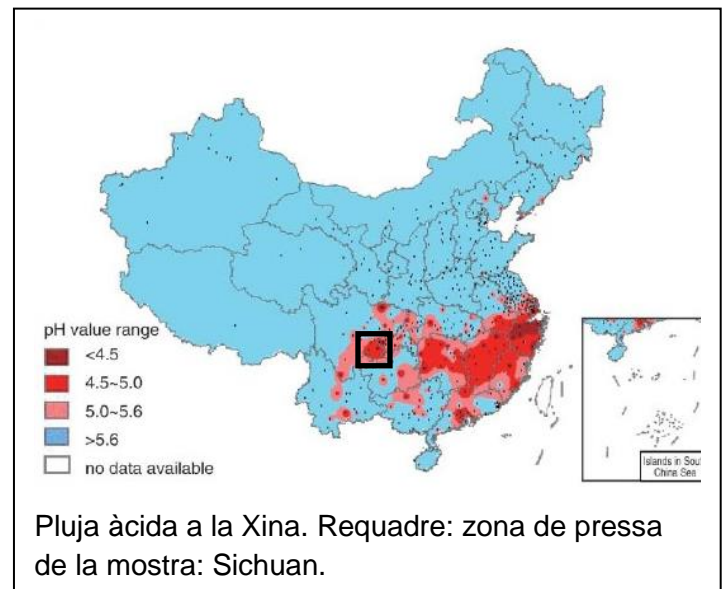 pH value range
<4.5
4.5~5.0
5.0~5.6
>5.6
no data available
Islands in Sou
China Sea
Pluja àcida a la Xina. Requadre: zona de pressa
de la mostra: Sichuan.